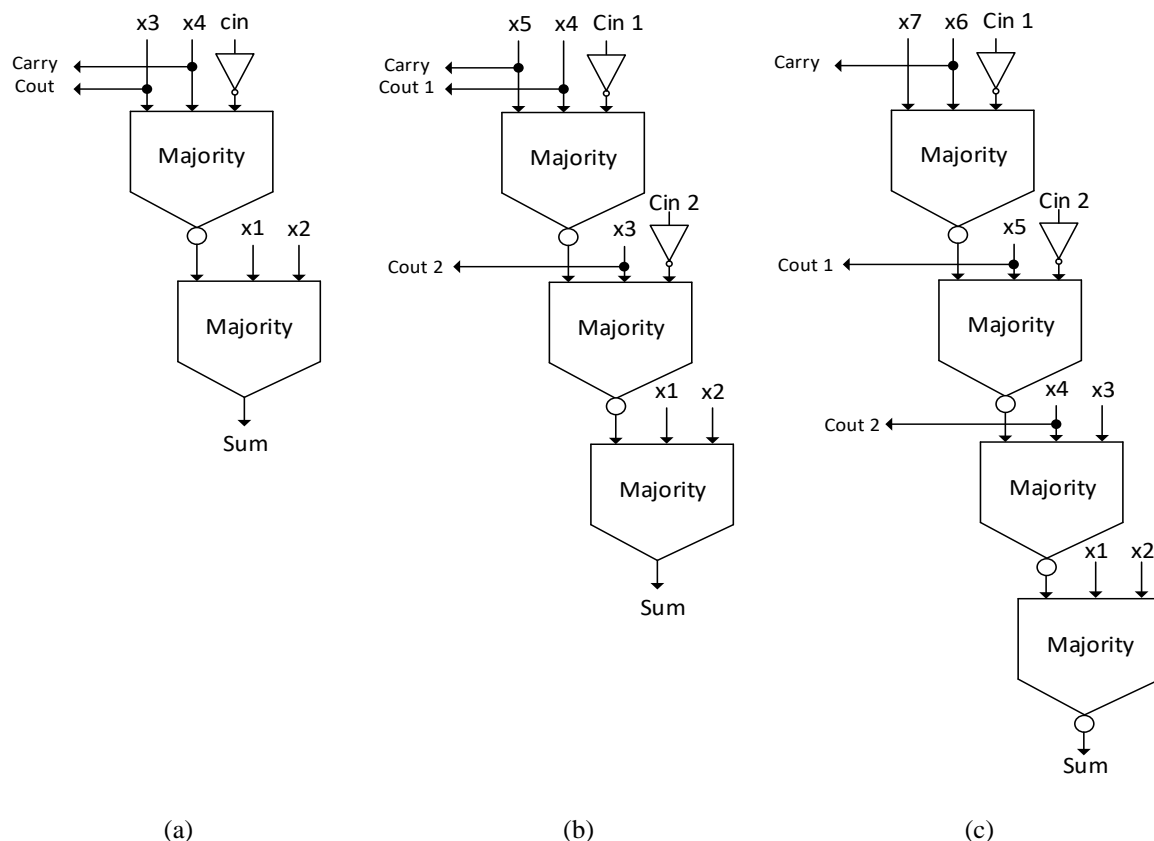 x3 x4 cin
Carry
Cout
Majority
x1 x2
Majority
Sum
(a)
x5 x4 Cin 1
Carry
Cout 1
Majority
Cin 2
x3
Cout 2
Majority
x1 x2
Majority
Sum
(b)
x7 x6 Cin 1
Carry
Majority
Cin 2
x5
Cout 1
Majority
x4 x3
Cout 2
Majority
x1 x2
Majority
Sum
(c)